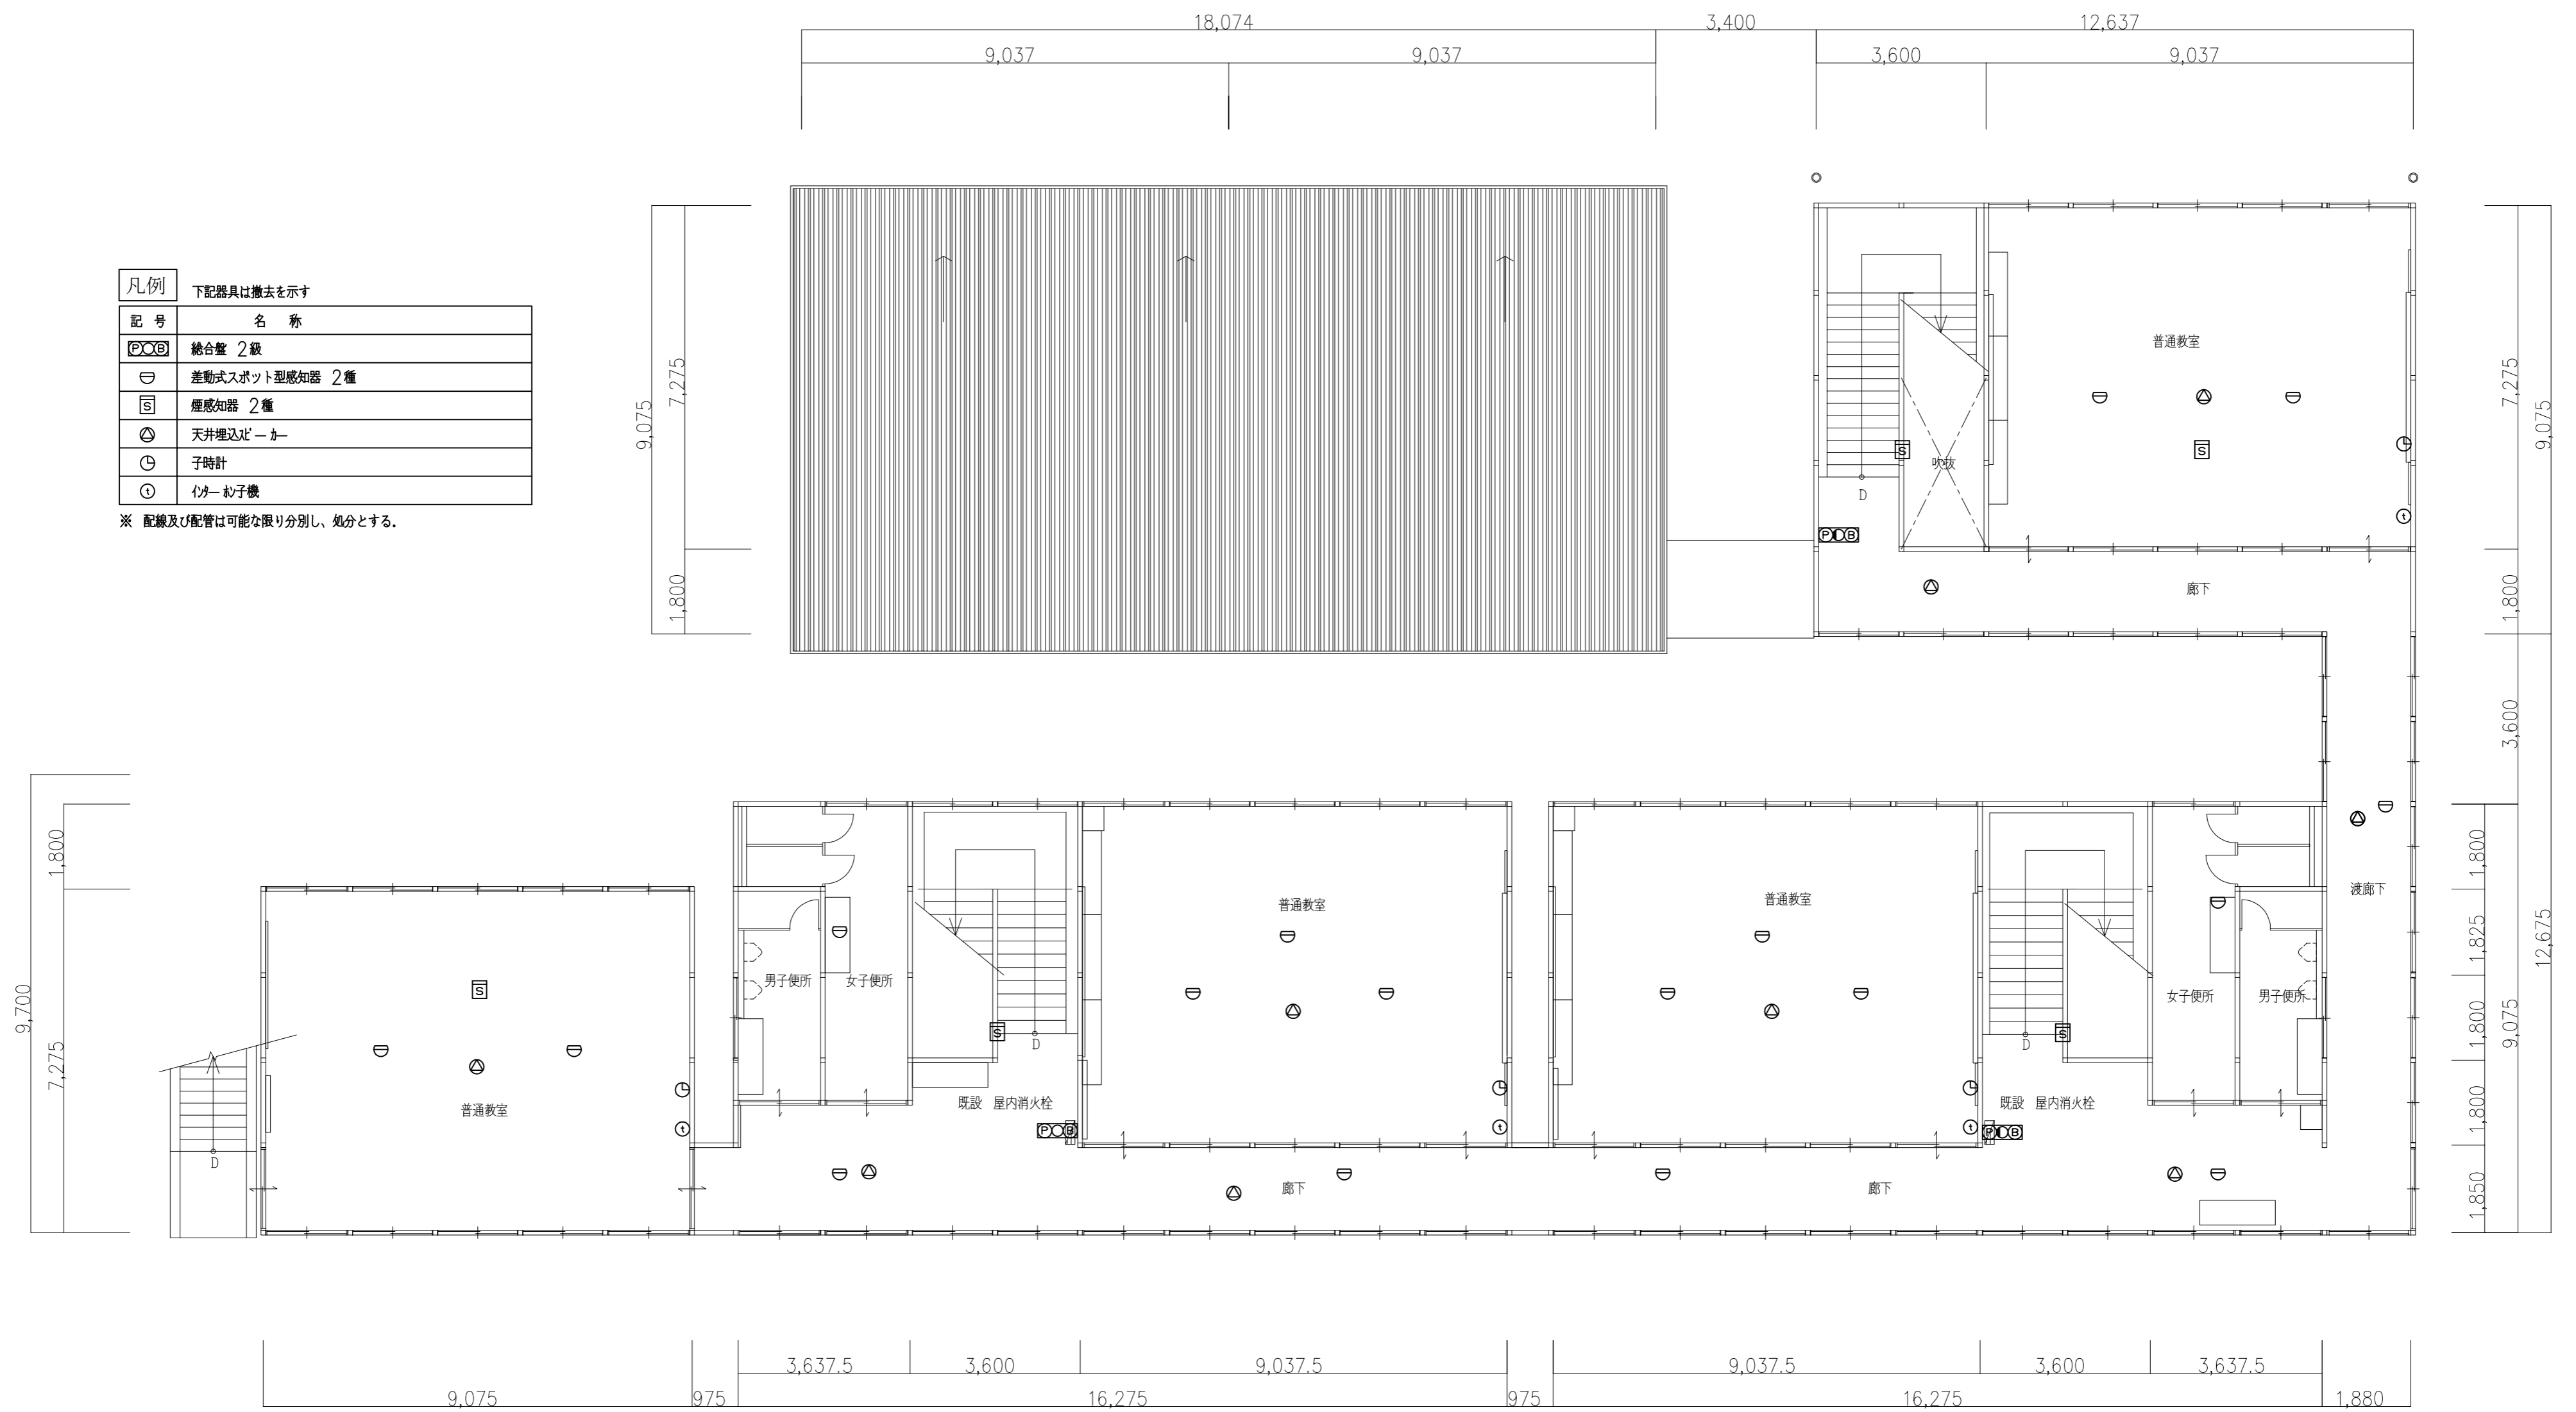 18,074
3,400
12,637
9,037
9,037
3,600
9,037
凡例
下記器具は撤去を示す
記 号
名 称
P B
総合盤 2級
差動式スポット型感知器 2種
S
煙感知器 2種
天井埋込スピーカー
子時計
t
インターホン子機
※ 配線及び配管は可能な限り分別し、処分とする.
9,075
7,275
1,800
普通教室
S
S
吹抜
D
t
P B
廊下
7,275
9,075
1,800
3,600
12,675
9,075
1,800
1,825
1,800
1,800
1,850
渡廊下
9,700
1,800
7,275
S
普通教室
t
D
男子便所
女子便所
S
D
既設 屋内消火栓
P B
普通教室
t
廊下
普通教室
t
S
D
既設 屋内消火栓
P B
女子便所
男子便所
廊下
3,637.5
3,600
9,037.5
9,037.5
3,600
3,637.5
9,075
975
16,275
975
16,275
1,880